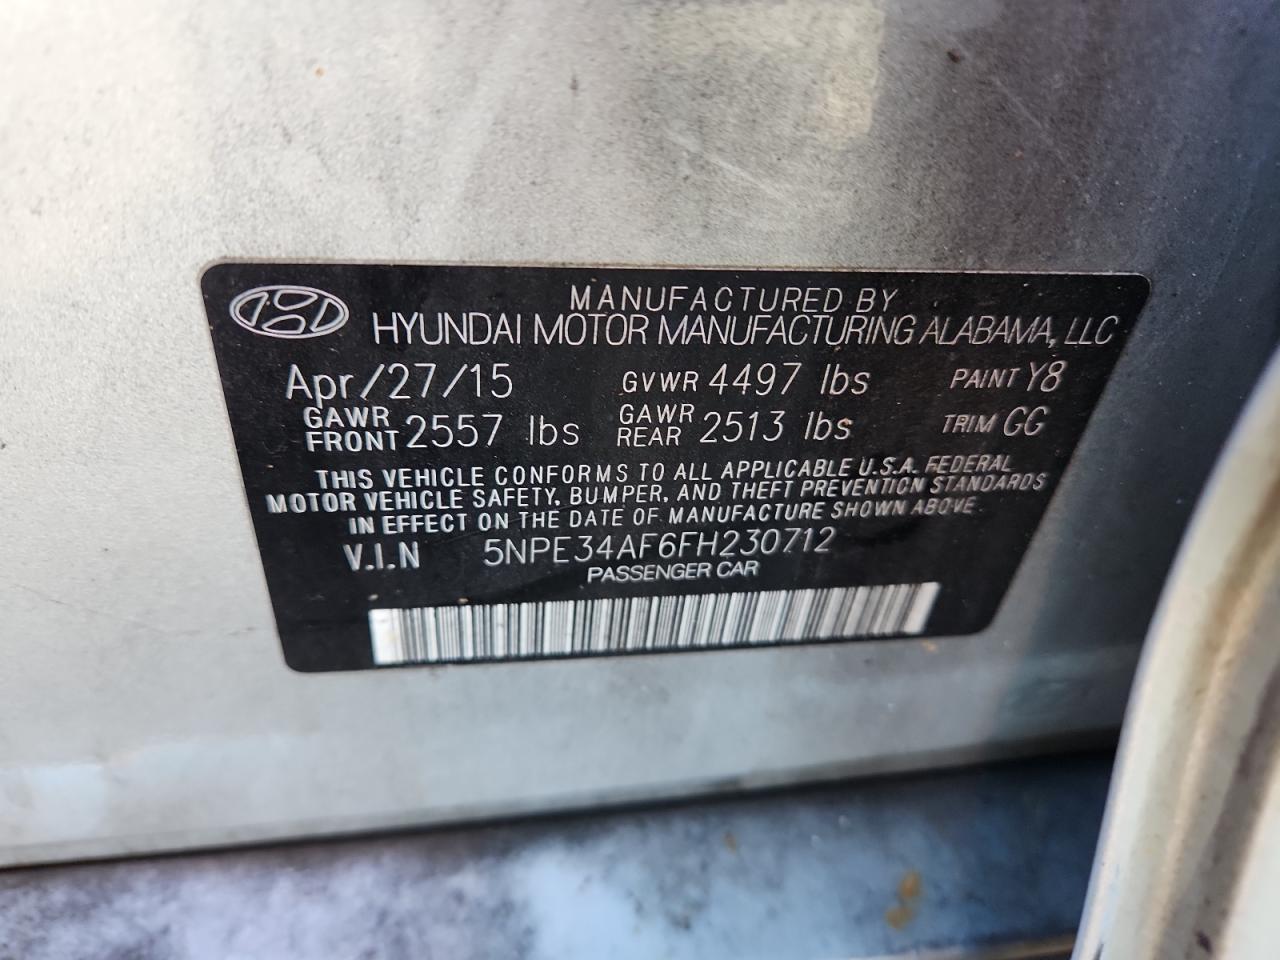 MANUFACTURED BY
HYUNDAI MOTOR MANUFACTURING ALABAMA, LLC
Apr/27/15 GVWR 4497 lbs PAINT Y8
GAWR FRONT 2557 lbs GAWR REAR 2513 lbs TRIM GG
THIS VEHICLE CONFORMS TO ALL APPLICABLE U.S.A. FEDERAL
MOTOR VEHICLE SAFETY, BUMPER, AND THEFT PREVENTION STANDARDS
IN EFFECT ON THE DATE OF MANUFACTURE SHOWN ABOVE.
V.I.N 5NPE34AF6FH230712
PASSENGER CAR